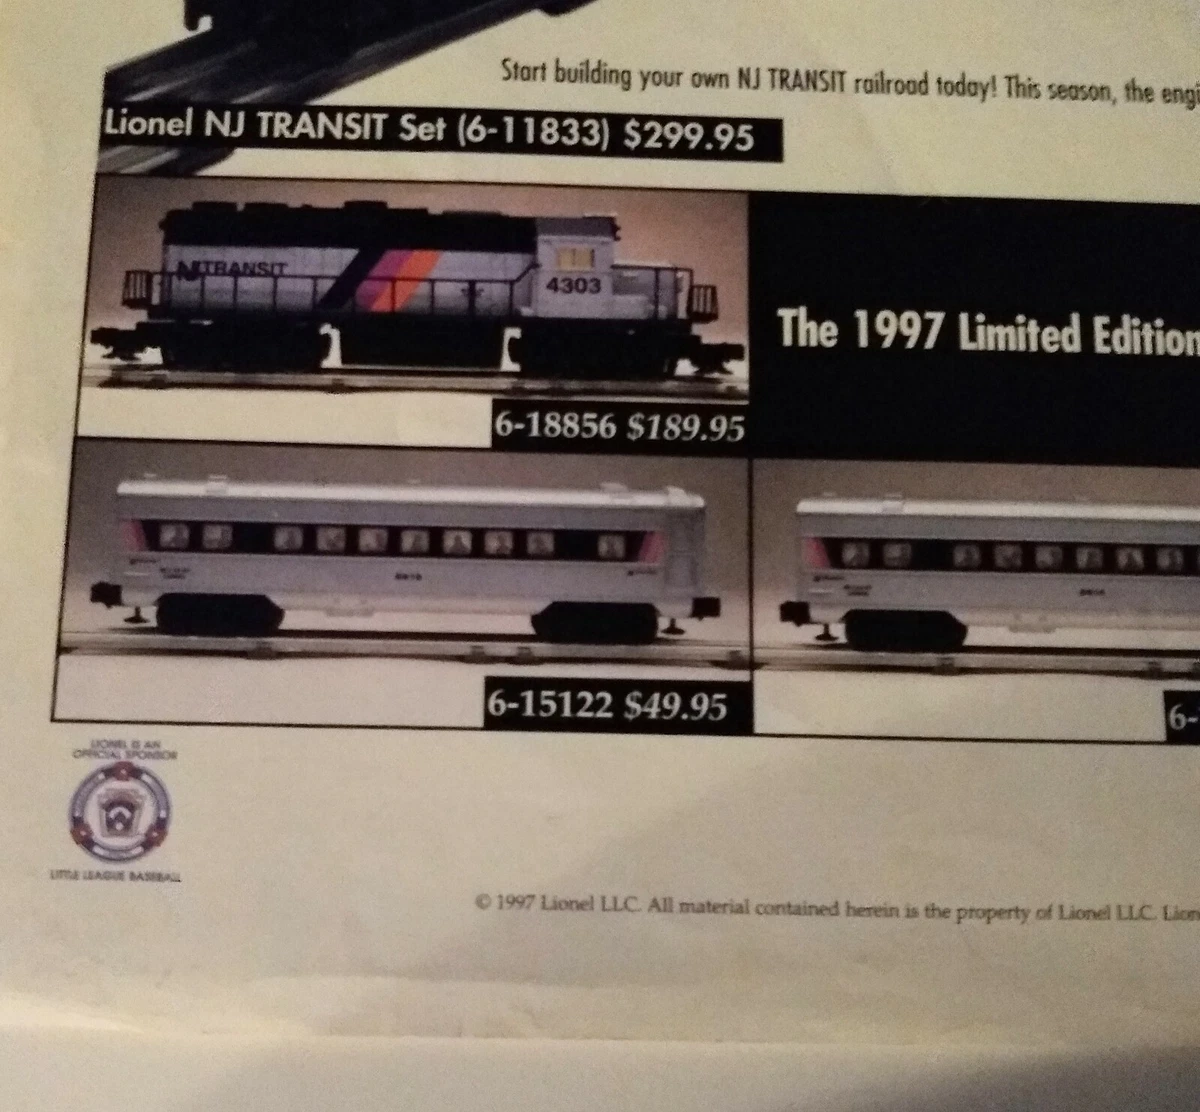 Start building your own NJ TRANSIT railroad today! This season, the engi
Lionel NJ TRANSIT Set (6-11833) $299.95
NJ TRANSIT
4303
The 1997 Limited Edition
6-18856 $189.95
6-15122 $49.95
6-
LIONEL IS AN
OFFICIAL SPONSOR
LITTLE LEAGUE BASEBALL
© 1997 Lionel LLC. All material contained herein is the property of Lionel LLC. Lion